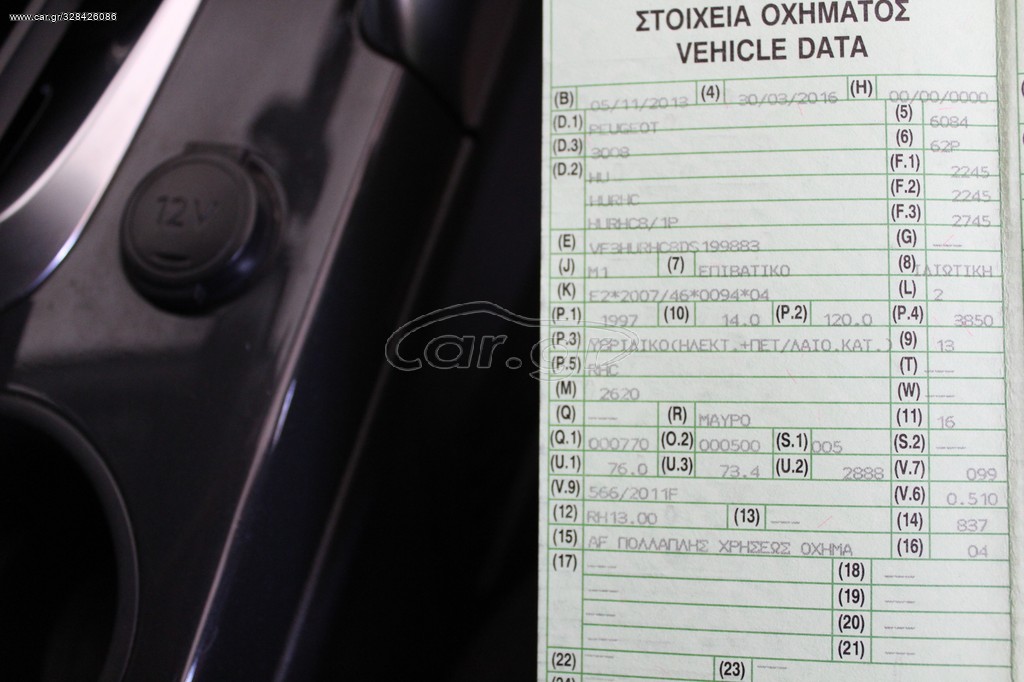 www.car.gr/328426086
12V
car.gr
ΣΤΟΙΧΕΙΑ ΟΧΗΜΑΤΟΣ
VEHICLE DATA
(B) 05/11/2013 (4) 30/03/2016 (H) 00/00/0000
(D.1) PEUGEOT (5) 6084
(D.3) 3008 (6) 62P
(D.2) HU (F.1) 2245
HURHC (F.2) 2245
HURHC8/1P (F.3) 2745
(E) VF3HURHC8DS199883 (G) ----
(J) M1 (7) ΕΠΙΒΑΤΙΚΟ (8) ΙΔΙΩΤΙΚΗ
(K) E2*2007/46*0094*04 (L) 2
(P.1) 1997 (10) 14.0 (P.2) 120.0 (P.4) 3850
(P.3) ΥΒΡΙΔΙΚΟ(ΗΛΕΚΤ.+ΠΕΤ/ΛΑΙΟ.ΚΑΤ.) (9) 13
(P.5) RHC (T) ----
(M) 2620 (W) ----
(Q) ---- (R) ΜΑΥΡΟ (11) 16
(Q.1) 000770 (O.2) 000500 (S.1) 005 (S.2) ----
(U.1) 76.0 (U.3) 73.4 (U.2) 2888 (V.7) 099
(V.9) 566/2011F (V.6) 0.510
(12) RH13.00 (13) ---- (14) 837
(15) AF ΠΟΛΛΑΠΛΗΣ ΧΡΗΣΕΩΣ ΟΧΗΜΑ (16) 04
(17) ---- (18) ----
---- (19) ----
---- (20) ----
---- (21) ----
(22) ---- (23) ----